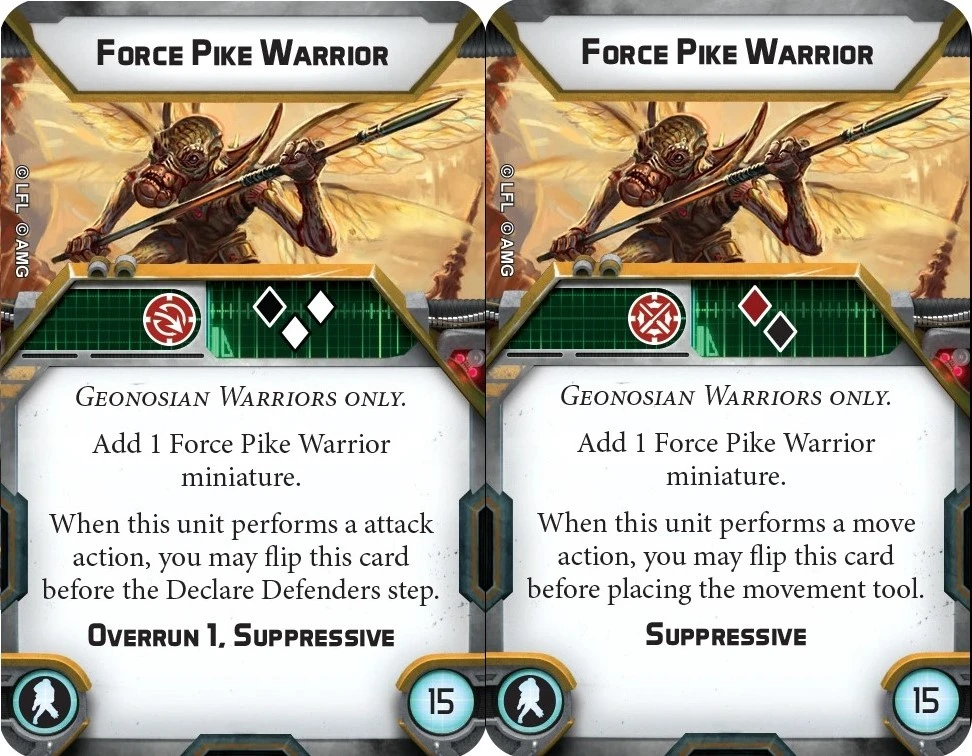 Force Pike Warrior
© LFL © AMG
Geonosian Warriors only.
Add 1 Force Pike Warrior
miniature.
When this unit performs a attack
action, you may flip this card
before the Declare Defenders step.
Overrun 1, Suppressive
15
Force Pike Warrior
© LFL © AMG
Geonosian Warriors only.
Add 1 Force Pike Warrior
miniature.
When this unit performs a move
action, you may flip this card
before placing the movement tool.
Suppressive
15